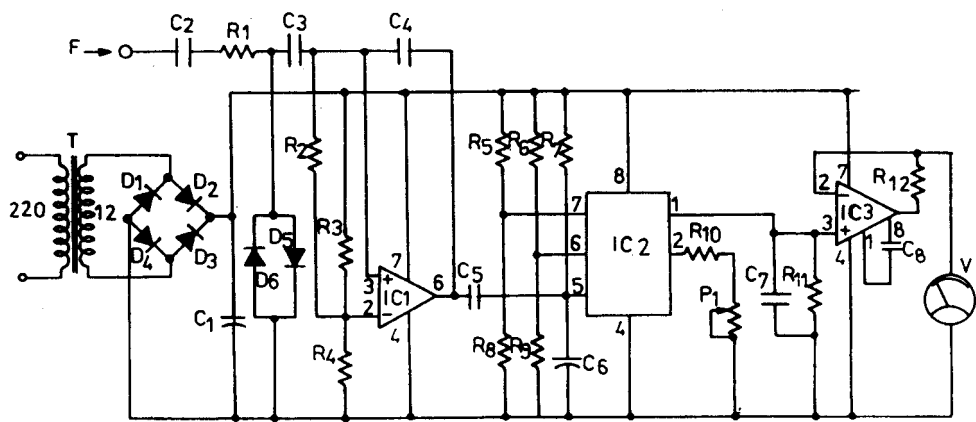 F C2 R1 C3 C4
T
220 12
D1 D2
D4 D3
C1
D6 D5
R2 R3
R4
7
3 + IC1 6
2 −
4
C5
R5 R6 R7
R8 R9
C6
8
7 1
6 IC2 2
5
4
R10
P1
C7 R11
7
2 −
IC3
3 +
4 1 8
R12
C8
V